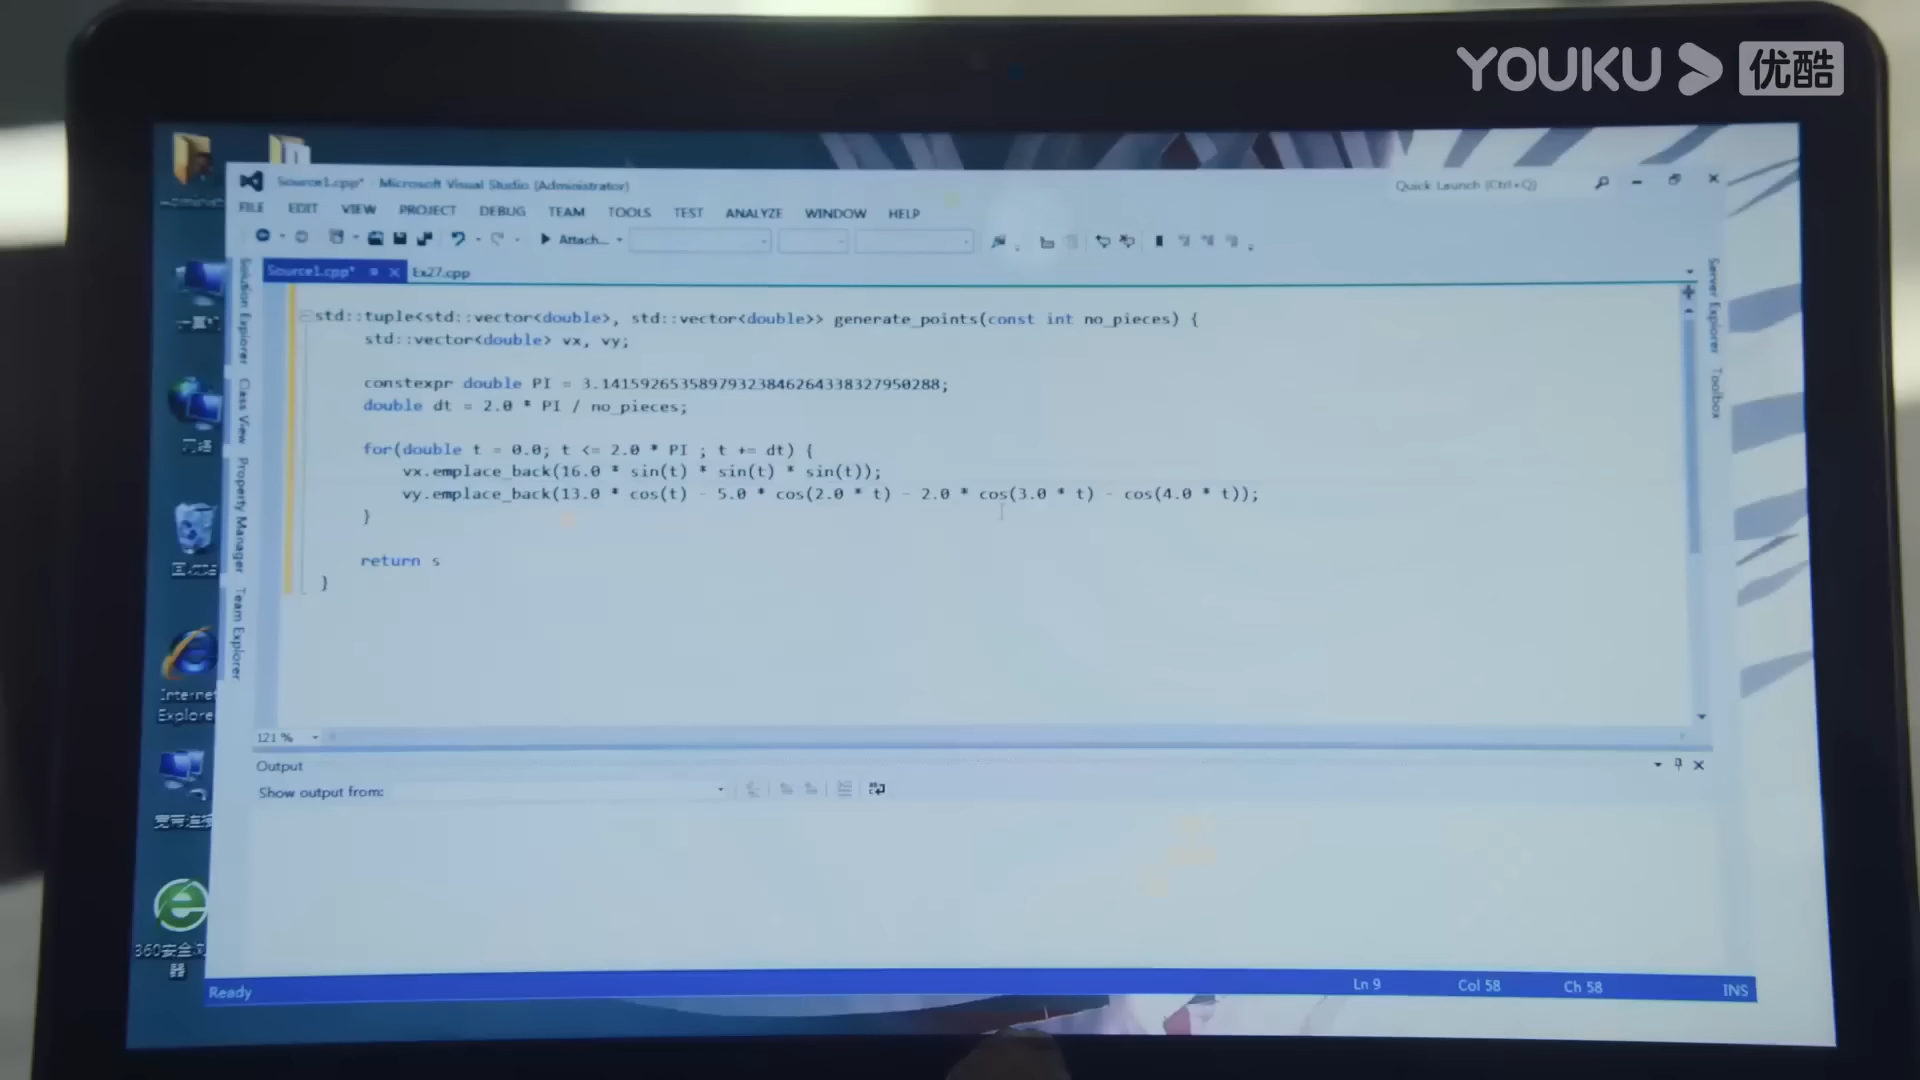 YOUKU 优酷
Source1.cpp* Microsoft Visual Studio (Administrator)
Quick Launch (Ctrl+Q)
FILE EDIT VIEW PROJECT DEBUG TEAM TOOLS TEST ANALYZE WINDOW HELP
Attach...
Source1.cpp* Ex27.cpp
Solution Explorer
Class View
Property Manager
Team Explorer
Server Explorer
Toolbox
std::tuple<std::vector<double>, std::vector<double>> generate_points(const int no_pieces) {
std::vector<double> vx, vy;
constexpr double PI = 3.14159265358979323846264338327950288;
double dt = 2.0 * PI / no_pieces;
for(double t = 0.0; t <= 2.0 * PI ; t += dt) {
vx.emplace_back(16.0 * sin(t) * sin(t) * sin(t));
vy.emplace_back(13.0 * cos(t) - 5.0 * cos(2.0 * t) - 2.0 * cos(3.0 * t) - cos(4.0 * t));
}
return s
}
121 %
Output
Show output from:
Internet
Explorer
宽带连接
360安全浏
器
Ready
Ln 9
Col 58
Ch 58
INS